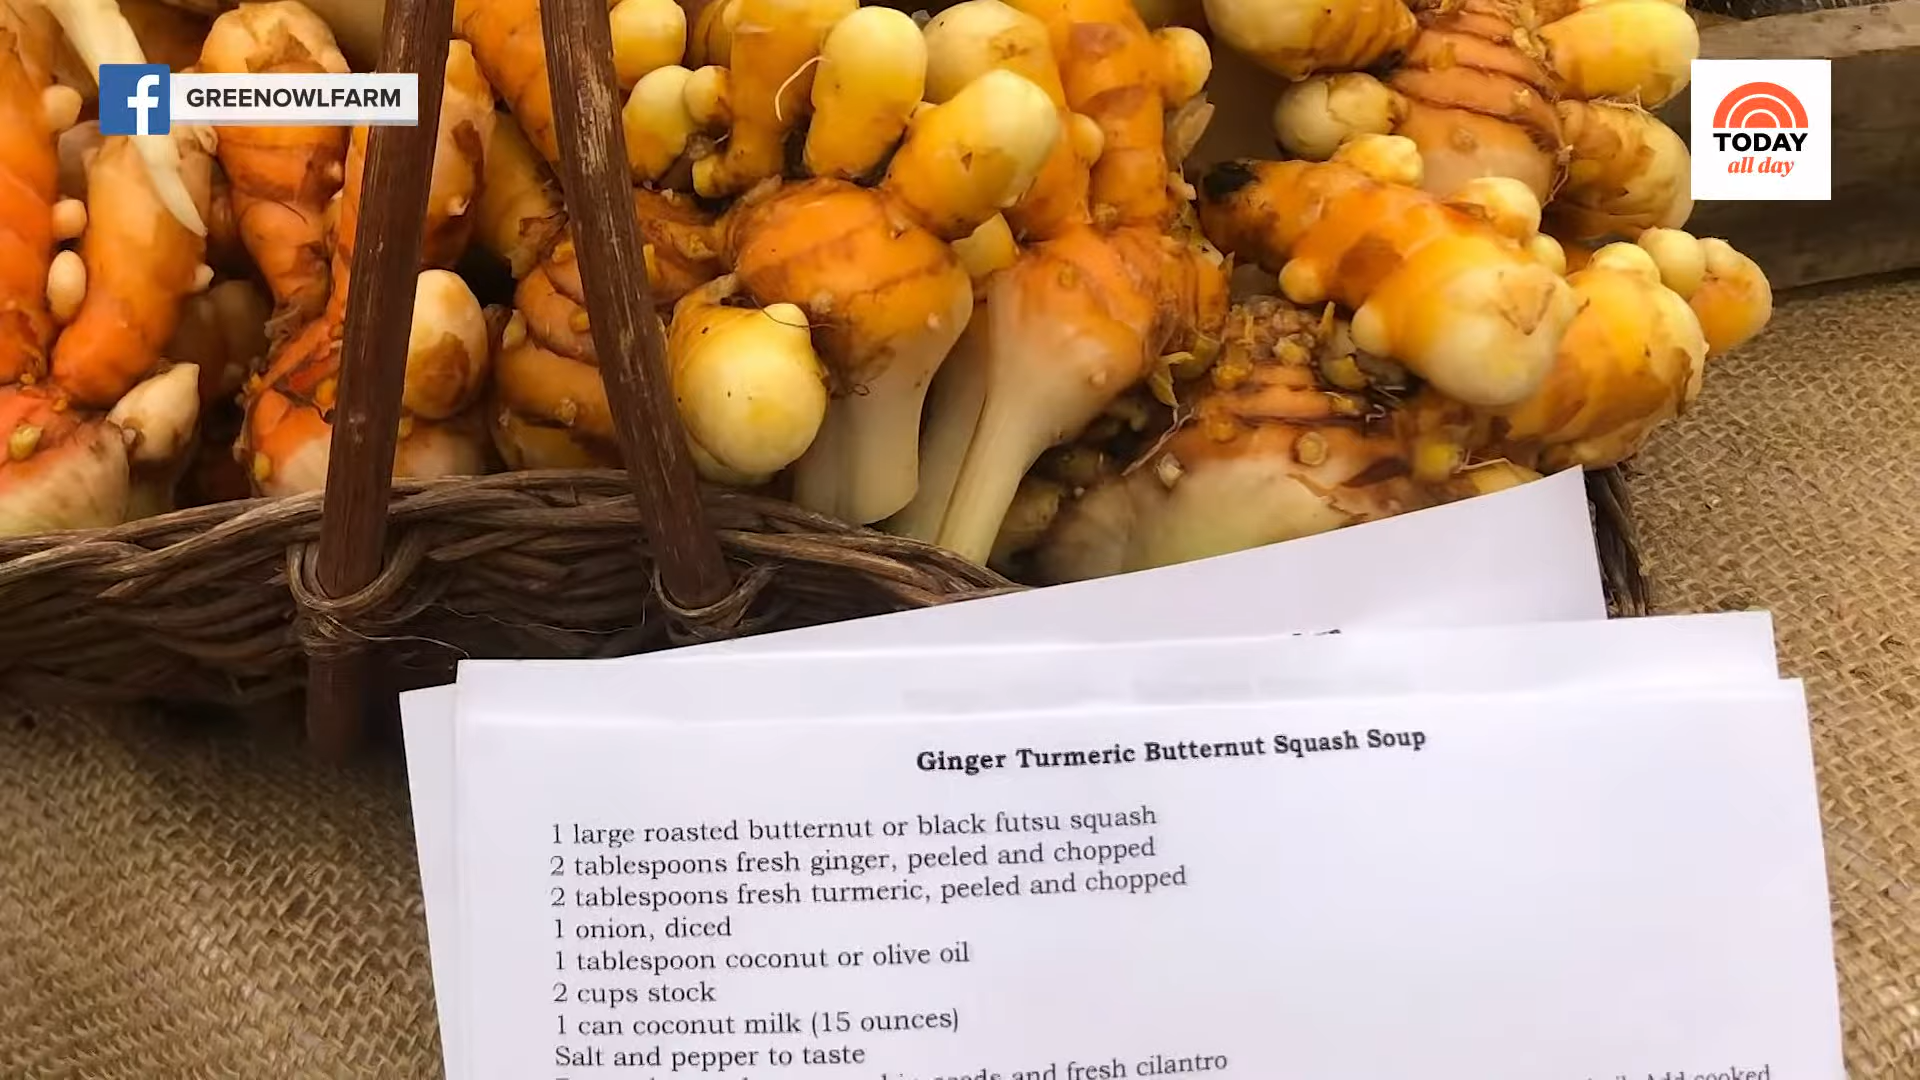 GREENOWLFARM
TODAY
all day
Ginger Turmeric Butternut Squash Soup
1 large roasted butternut or black futsu squash
2 tablespoons fresh ginger, peeled and chopped
2 tablespoons fresh turmeric, peeled and chopped
1 onion, diced
1 tablespoon coconut or olive oil
2 cups stock
1 can coconut milk (15 ounces)
Salt and pepper to taste
and fresh cilantro
Add cooked